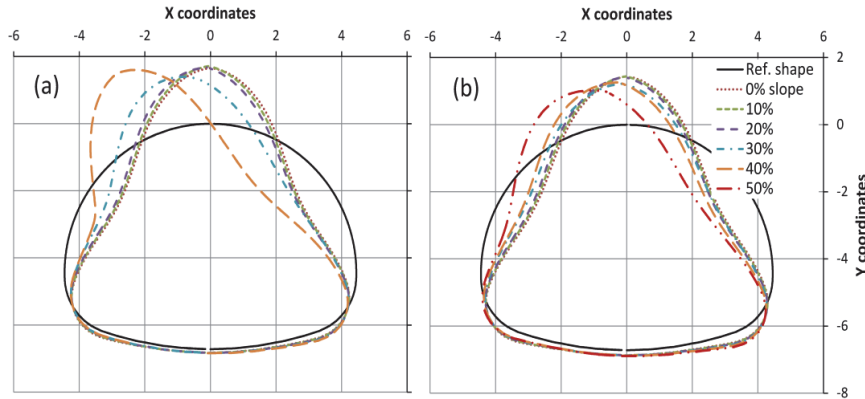 X coordinates X coordinates
-6 -4 -2 0 2 4 6 -4 -2 0 2 4 6
2
(a) (b) Ref. shape
0% slope
10%
0
20%
30%
40%
-2
50%
-4
-6
-8
Y coordinates